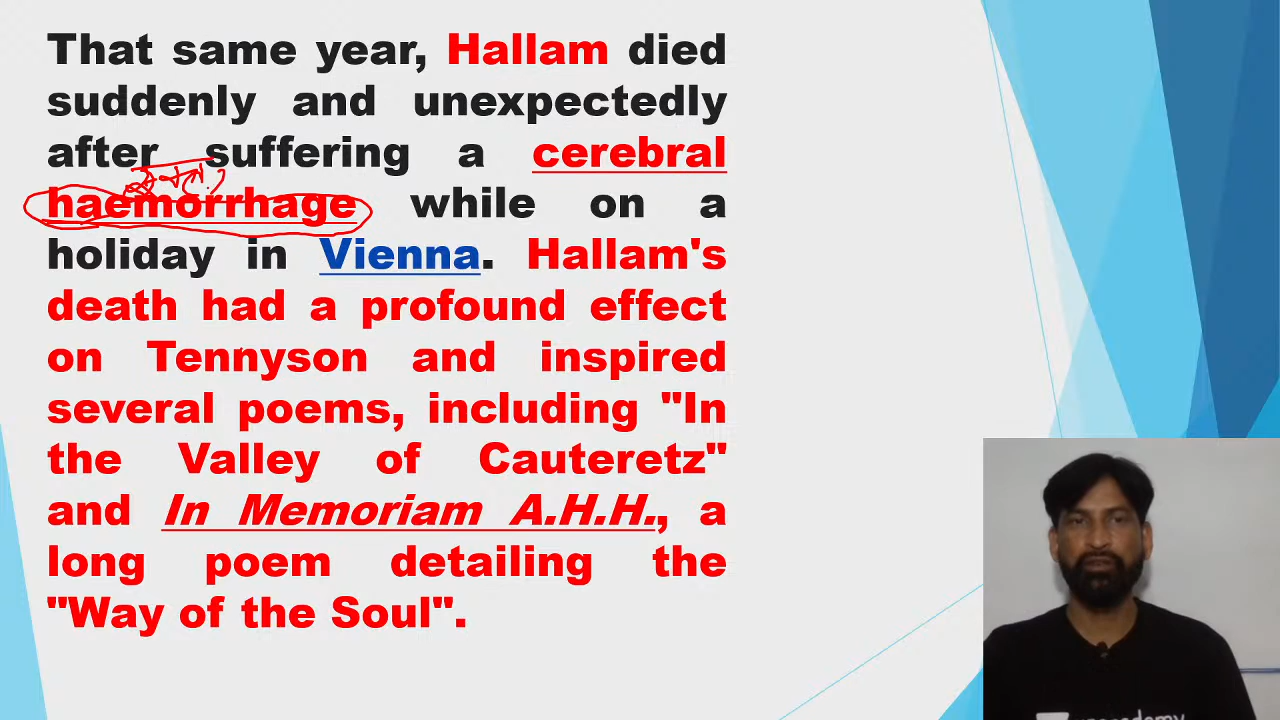 That same year, Hallam died
suddenly and unexpectedly
after suffering a cerebral
haemorrhage while on a
holiday in Vienna. Hallam's
death had a profound effect
on Tennyson and inspired
several poems, including "In
the Valley of Cauteretz"
and In Memoriam A.H.H., a
long poem detailing the
"Way of the Soul".